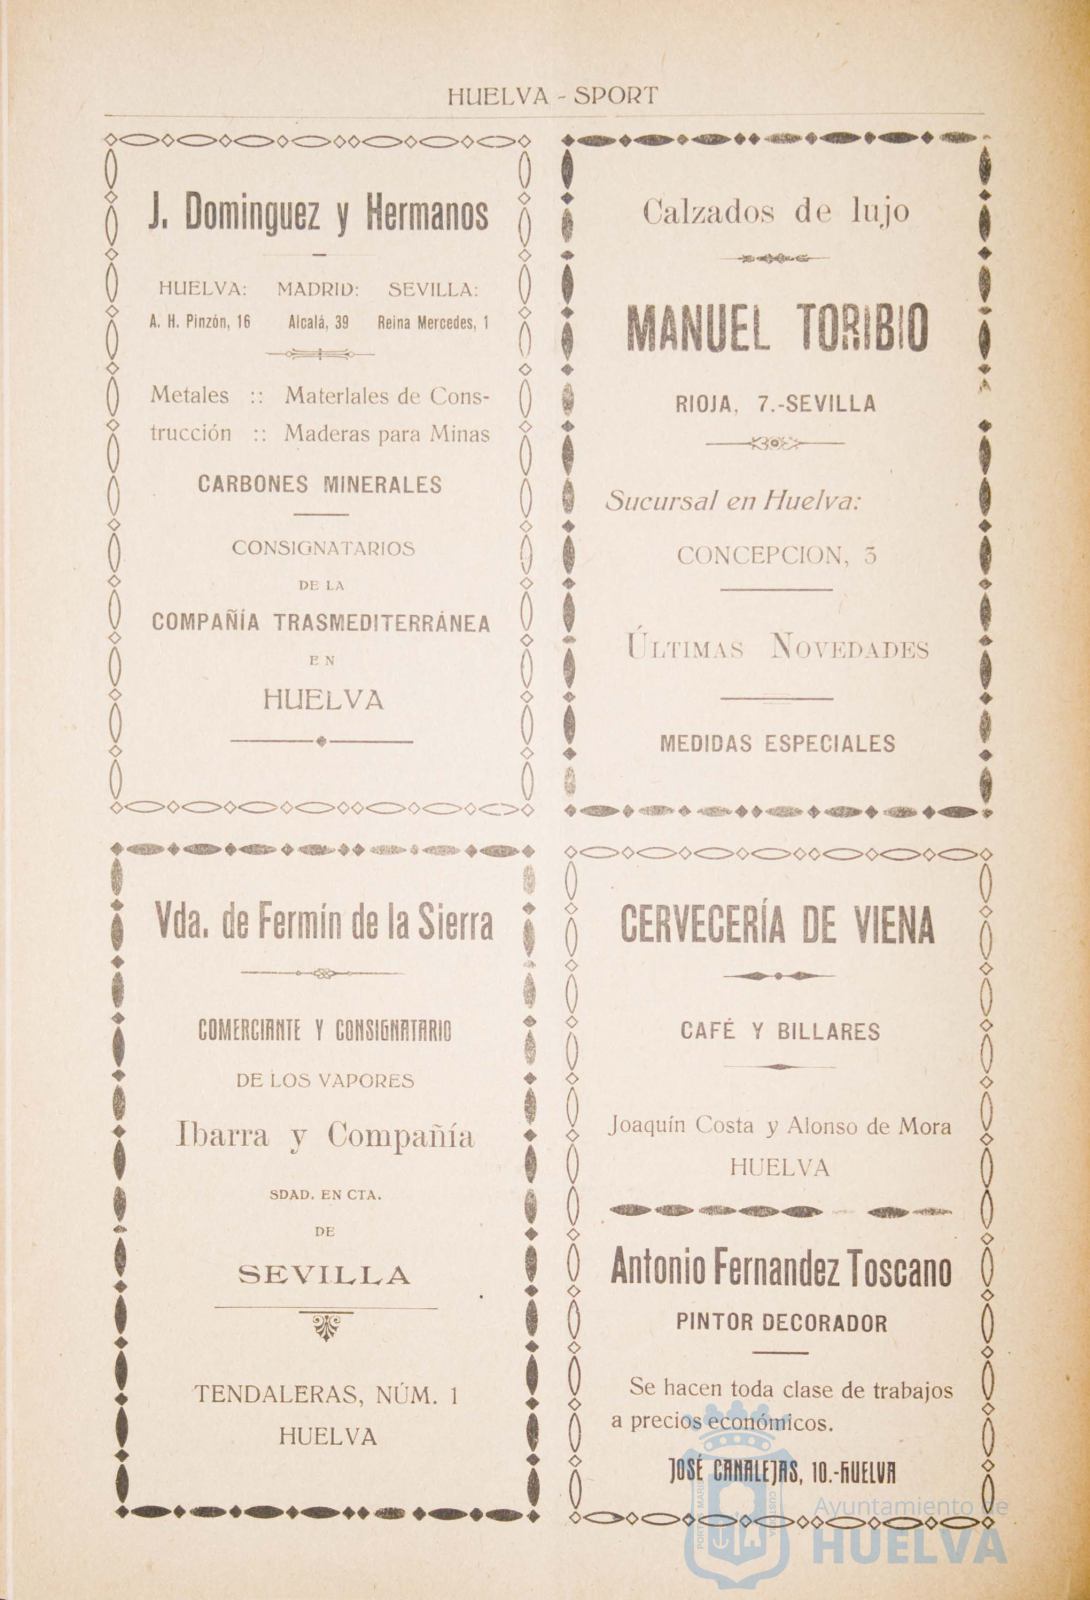 HUELVA - SPORT
J. Dominguez y Hermanos
HUELVA: MADRID: SEVILLA:
A. H. Pinzón, 16 Alcalá, 39 Reina Mercedes, 1
Metales :: Materiales de Cons-
trucción :: Maderas para Minas
CARBONES MINERALES
CONSIGNATARIOS
DE LA
COMPAÑÍA TRASMEDITERRÁNEA
EN
HUELVA
Calzados de lujo
MANUEL TORIBIO
RIOJA, 7.-SEVILLA
Sucursal en Huelva:
CONCEPCION, 3
ÚLTIMAS NOVEDADES
MEDIDAS ESPECIALES
Vda. de Fermín de la Sierra
COMERCIANTE Y CONSIGNATARIO
DE LOS VAPORES
Ibarra y Compañía
SDAD. EN CTA.
DE
SEVILLA
TENDALERAS, NÚM. 1
HUELVA
CERVECERÍA DE VIENA
CAFÉ Y BILLARES
Joaquín Costa y Alonso de Mora
HUELVA
Antonio Fernandez Toscano
PINTOR DECORADOR
Se hacen toda clase de trabajos
a precios económicos.
JOSÉ CANALEJAS, 10.-HUELVA
Ayuntamiento de
HUELVA